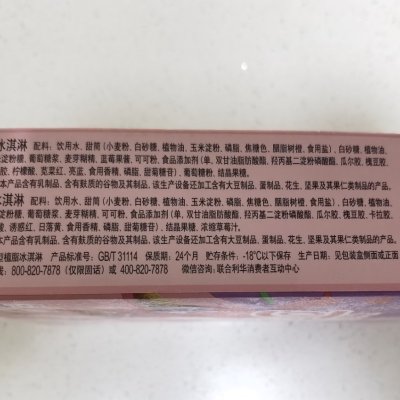 冰淇淋 配料：饮用水、甜筒（小麦粉、白砂糖、植物油、玉米淀粉、磷脂、焦糖色、胭脂树橙、食用盐）、白砂糖、植物油、
淀粉糖、葡萄糖浆、麦芽糊精、蓝莓果酱、可可粉、食品添加剂（单，双甘油脂肪酸酯、羟丙基二淀粉磷酸酯、瓜尔胶、槐豆胶、
胶、柠檬酸、苋菜红、亮蓝、食用香精、磷脂、甜菊糖苷）、葡萄糖粉、结晶果糖。
本产品含有乳制品、含有麸质的谷物及其制品，该生产设备还加工含有大豆制品、蛋制品、花生、坚果及其果仁类制品的产品。
冰淇淋 配料：饮用水、甜筒（小麦粉、白砂糖、植物油、玉米淀粉、磷脂、焦糖色、胭脂树橙、食用盐）、白砂糖、植物油、
淀粉糖、葡萄糖浆、麦芽糊精、可可粉、食品添加剂（单，双甘油脂肪酸酯、羟丙基二淀粉磷酸酯、瓜尔胶、槐豆胶、卡拉胶、
酸、诱惑红、日落黄、食用香精、磷脂、甜菊糖苷）、结晶果糖、浓缩草莓汁。
本产品含有乳制品、含有麸质的谷物及其制品，该生产设备还加工含有大豆制品、蛋制品、花生、坚果及其果仁类制品的产品。
型植脂冰淇淋 产品标准号：GB/T 31114 保质期：24个月 贮存条件：-18℃以下保存 生产日期：见包装盒侧面或正面
线：800-820-7878（仅限固话）或 400-820-7878 微信咨询：联合利华消费者互动中心